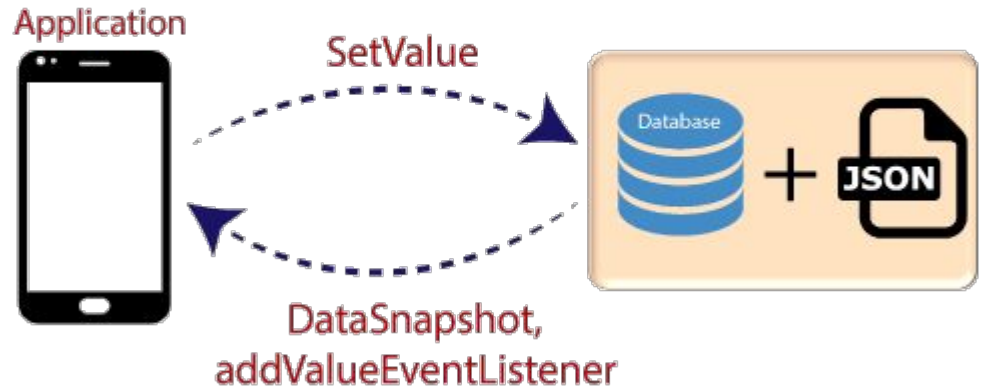 Application
SetValue
Database
JSON
DataSnapshot,
addValueEventListener